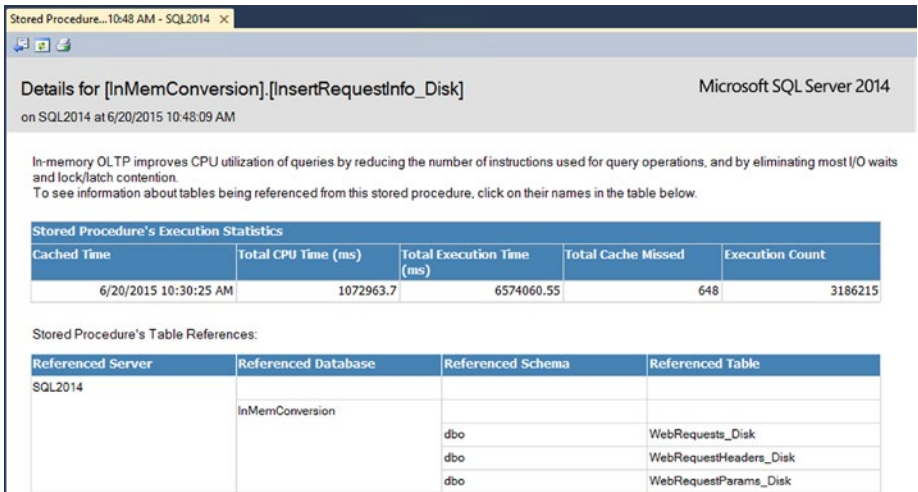 Stored Procedure...10:48 AM - SQL2014 ×
Details for [InMemConversion].[InsertRequestInfo_Disk]
Microsoft SQL Server 2014
on SQL2014 at 6/20/2015 10:48:09 AM
In-memory OLTP improves CPU utilization of queries by reducing the number of instructions used for query operations, and by eliminating most I/O waits
and lock/latch contention.
To see information about tables being referenced from this stored procedure, click on their names in the table below.
Stored Procedure's Execution Statistics
Cached Time Total CPU Time (ms) Total Execution Time (ms) Total Cache Missed Execution Count
6/20/2015 10:30:25 AM 1072963.7 6574060.55 648 3186215
Stored Procedure's Table References:
Referenced Server Referenced Database Referenced Schema Referenced Table
SQL2014
InMemConversion
dbo WebRequests_Disk
dbo WebRequestHeaders_Disk
dbo WebRequestParams_Disk